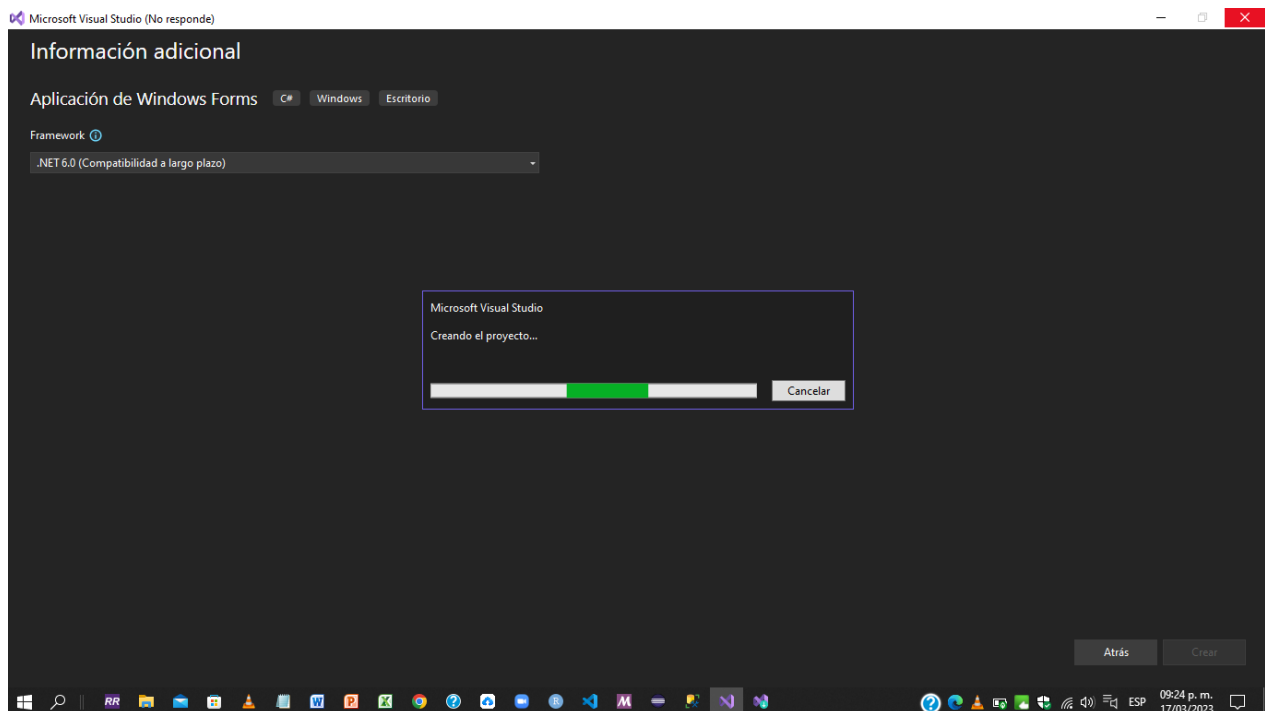 Microsoft Visual Studio (No responde)
Información adicional
Aplicación de Windows Forms C# Windows Escritorio
Framework
.NET 6.0 (Compatibilidad a largo plazo)
Microsoft Visual Studio
Creando el proyecto...
Cancelar
Atrás Crear
RR W P X R M ESP 09:24 p. m.
17/03/2023